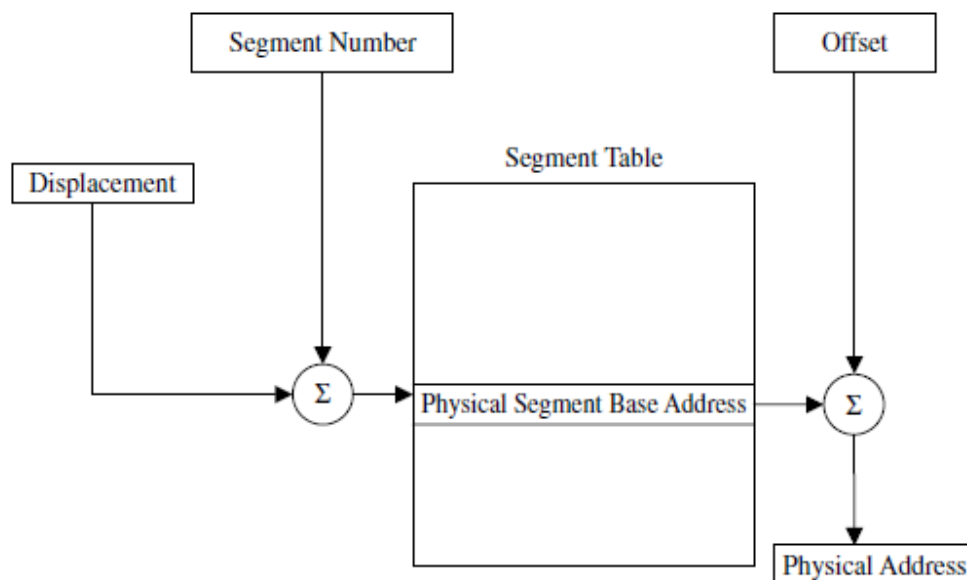 Segment Number
Offset
Segment Table
Displacement
Σ
Physical Segment Base Address
Σ
Physical Address